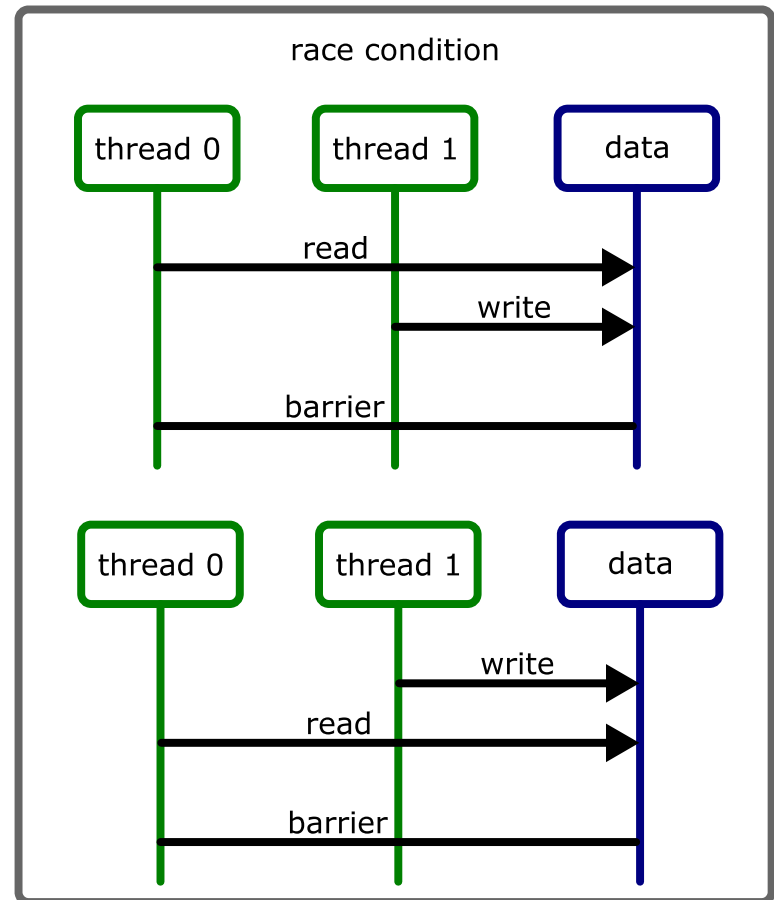 race condition
thread 0
thread 1
data
read
write
barrier
thread 0
thread 1
data
write
read
barrier